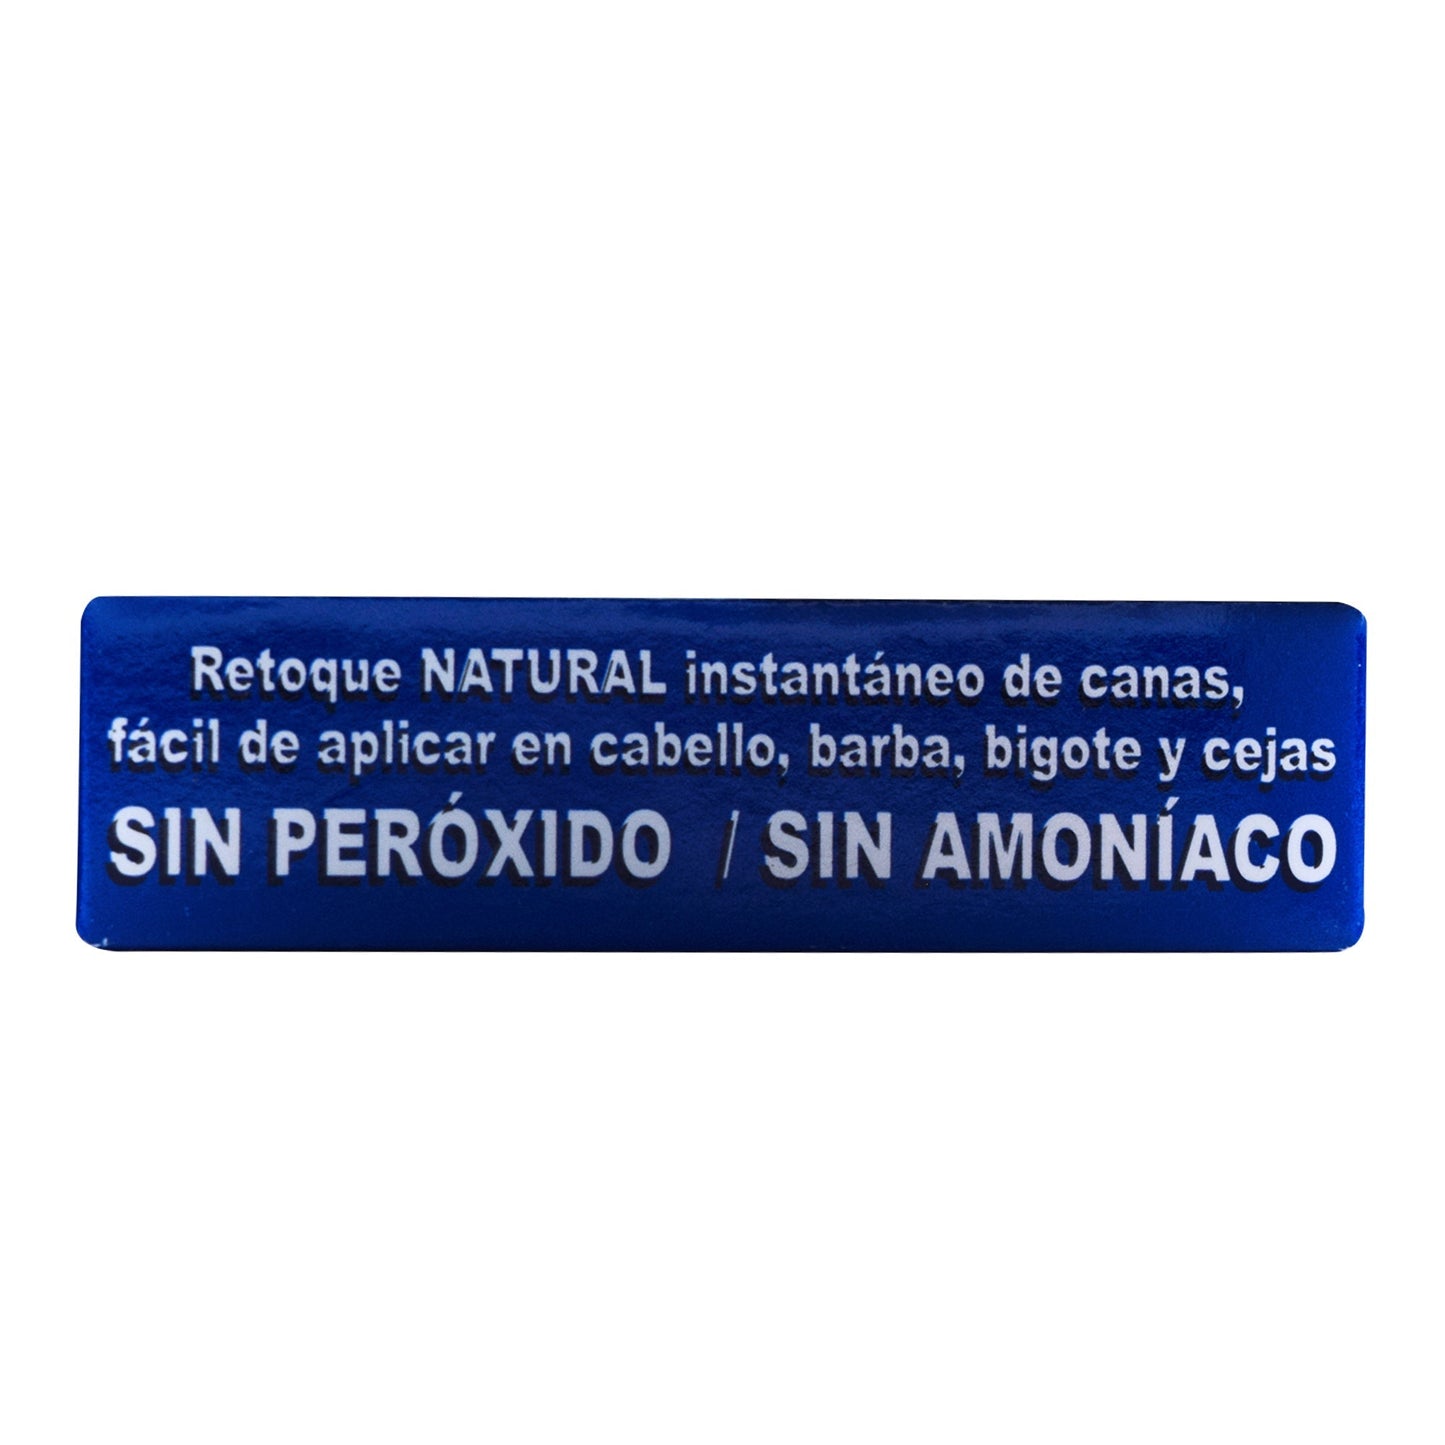 Retoque NATURAL instantáneo de canas,
fácil de aplicar en cabello, barba, bigote y cejas
SIN PERÓXIDO / SIN AMONÍACO